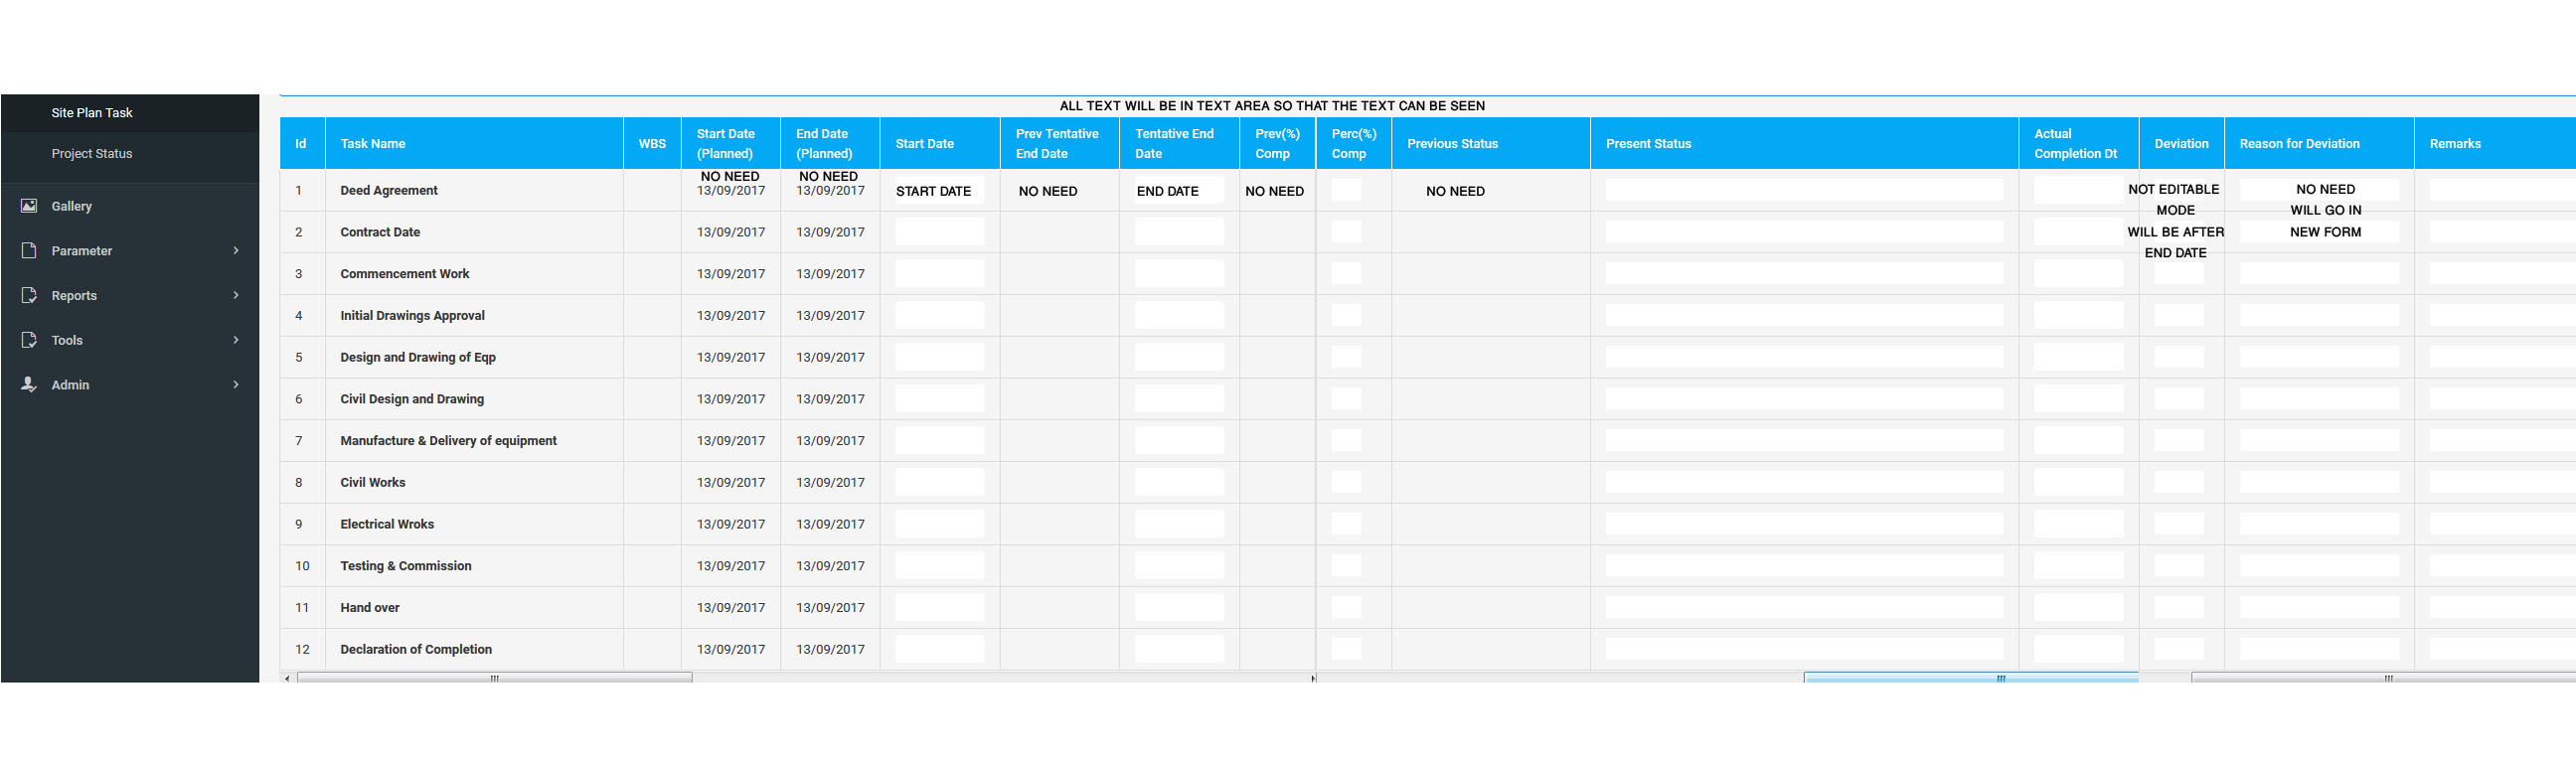 ALL TEXT WILL BE IN TEXT AREA SO THAT THE TEXT CAN BE SEEN
Site Plan Task
Project Status
Gallery
Parameter
Reports
Tools
Admin
Id Task Name WBS Start Date (Planned) End Date (Planned) Start Date Prev Tentative End Date Tentative End Date Prev(%) Comp Perc(%) Comp Previous Status Present Status Actual Completion Dt Deviation Reason for Deviation Remarks
NO NEED NO NEED
1 Deed Agreement 13/09/2017 13/09/2017 START DATE NO NEED END DATE NO NEED NO NEED NOT EDITABLE NO NEED
MODE WILL GO IN
2 Contract Date 13/09/2017 13/09/2017 WILL BE AFTER NEW FORM
END DATE
3 Commencement Work 13/09/2017 13/09/2017
4 Initial Drawings Approval 13/09/2017 13/09/2017
5 Design and Drawing of Eqp 13/09/2017 13/09/2017
6 Civil Design and Drawing 13/09/2017 13/09/2017
7 Manufacture & Delivery of equipment 13/09/2017 13/09/2017
8 Civil Works 13/09/2017 13/09/2017
9 Electrical Wroks 13/09/2017 13/09/2017
10 Testing & Commission 13/09/2017 13/09/2017
11 Hand over 13/09/2017 13/09/2017
12 Declaration of Completion 13/09/2017 13/09/2017